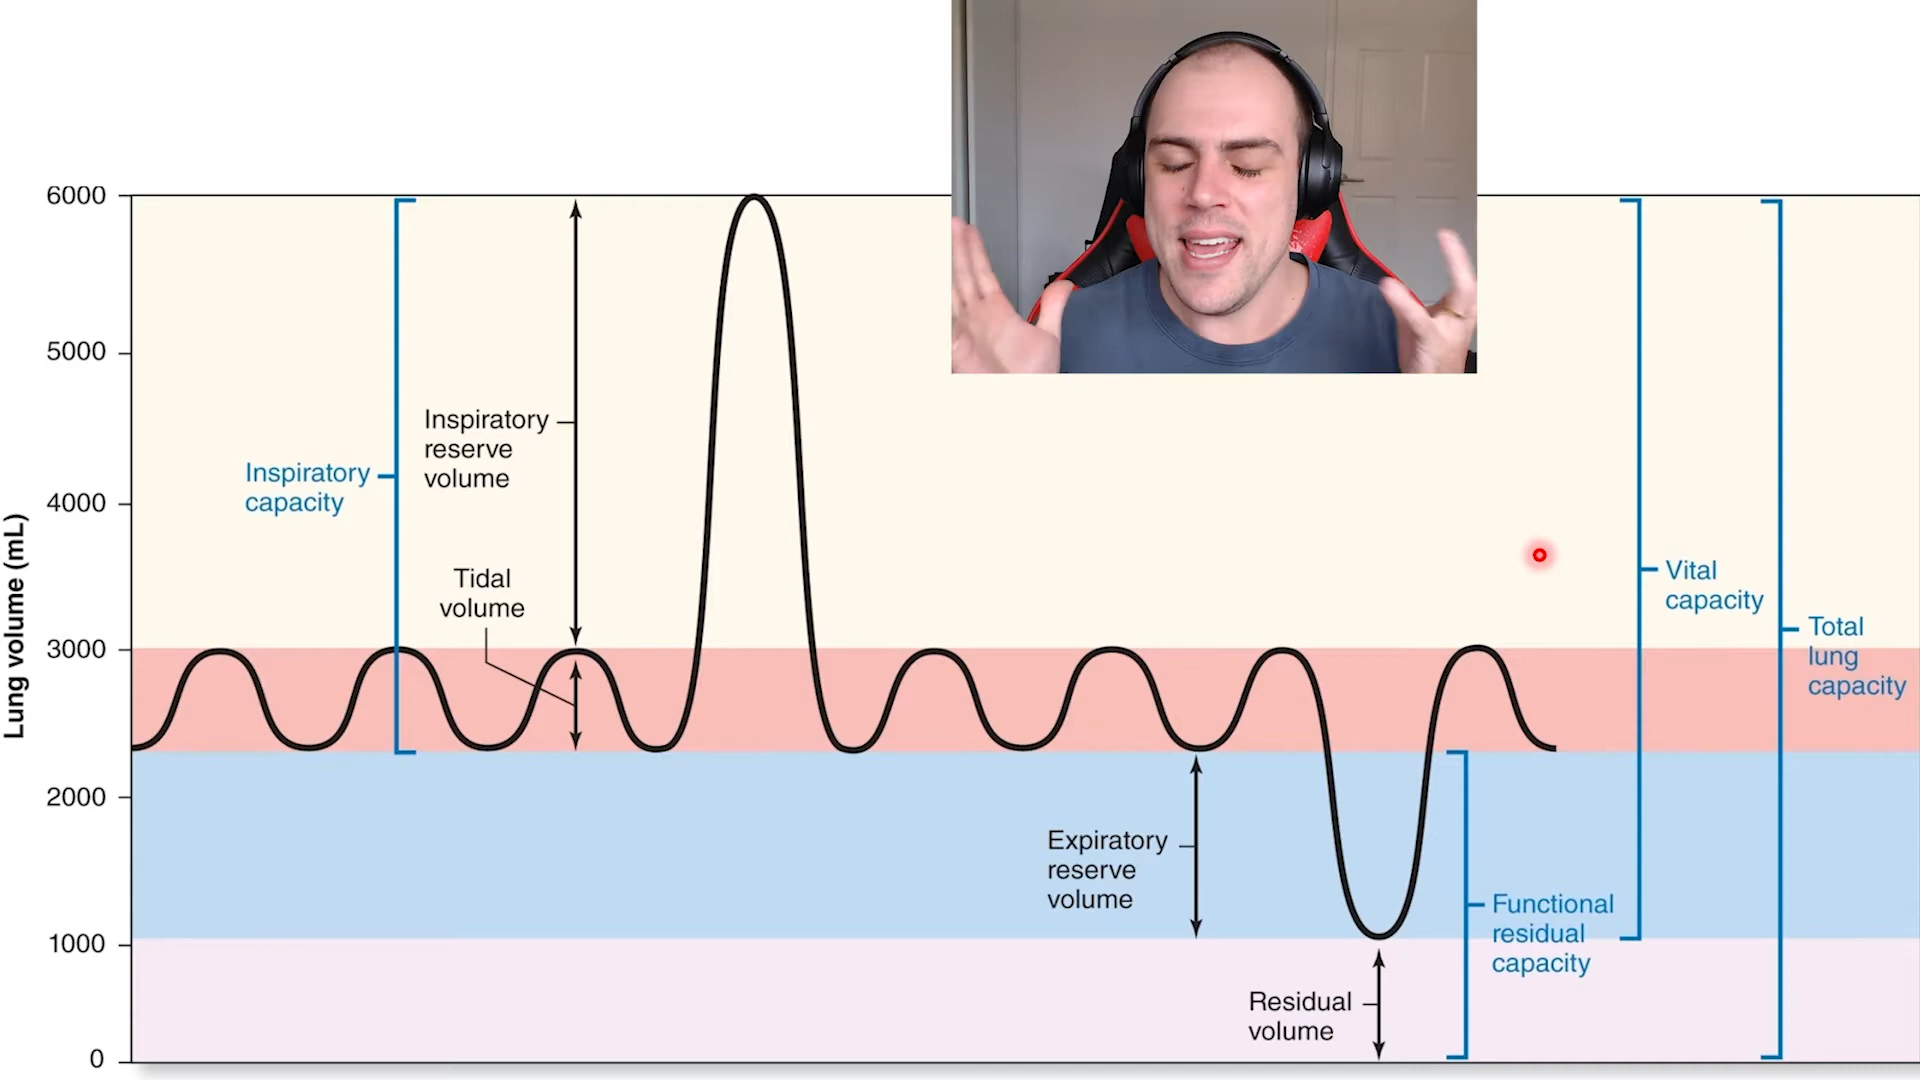 6000
5000
4000
3000
2000
1000
0
Lung volume (mL)
Inspiratory
capacity
Inspiratory
reserve
volume
Tidal
volume
Expiratory
reserve
volume
Residual
volume
Functional
residual
capacity
Vital
capacity
Total
lung
capacity